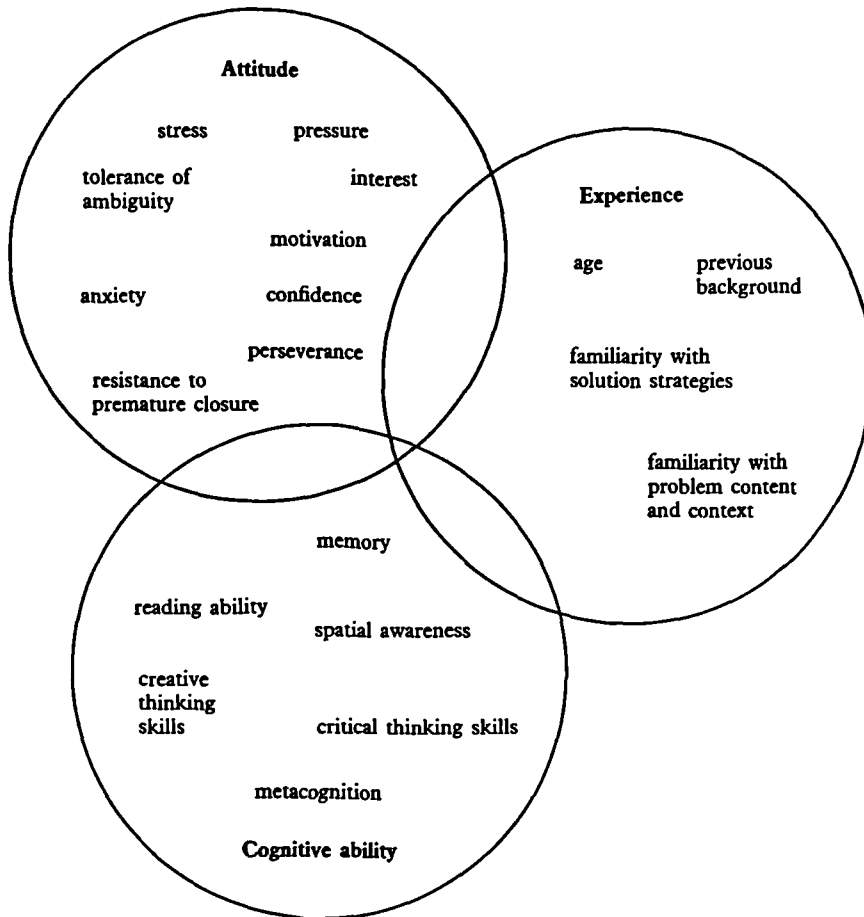 Attitude
stress
pressure
tolerance of
ambiguity
interest
motivation
anxiety
confidence
perseverance
resistance to
premature closure
Experience
age
previous
background
familiarity with
solution strategies
familiarity with
problem content
and context
memory
reading ability
spatial awareness
creative
thinking
skills
critical thinking skills
metacognition
Cognitive ability